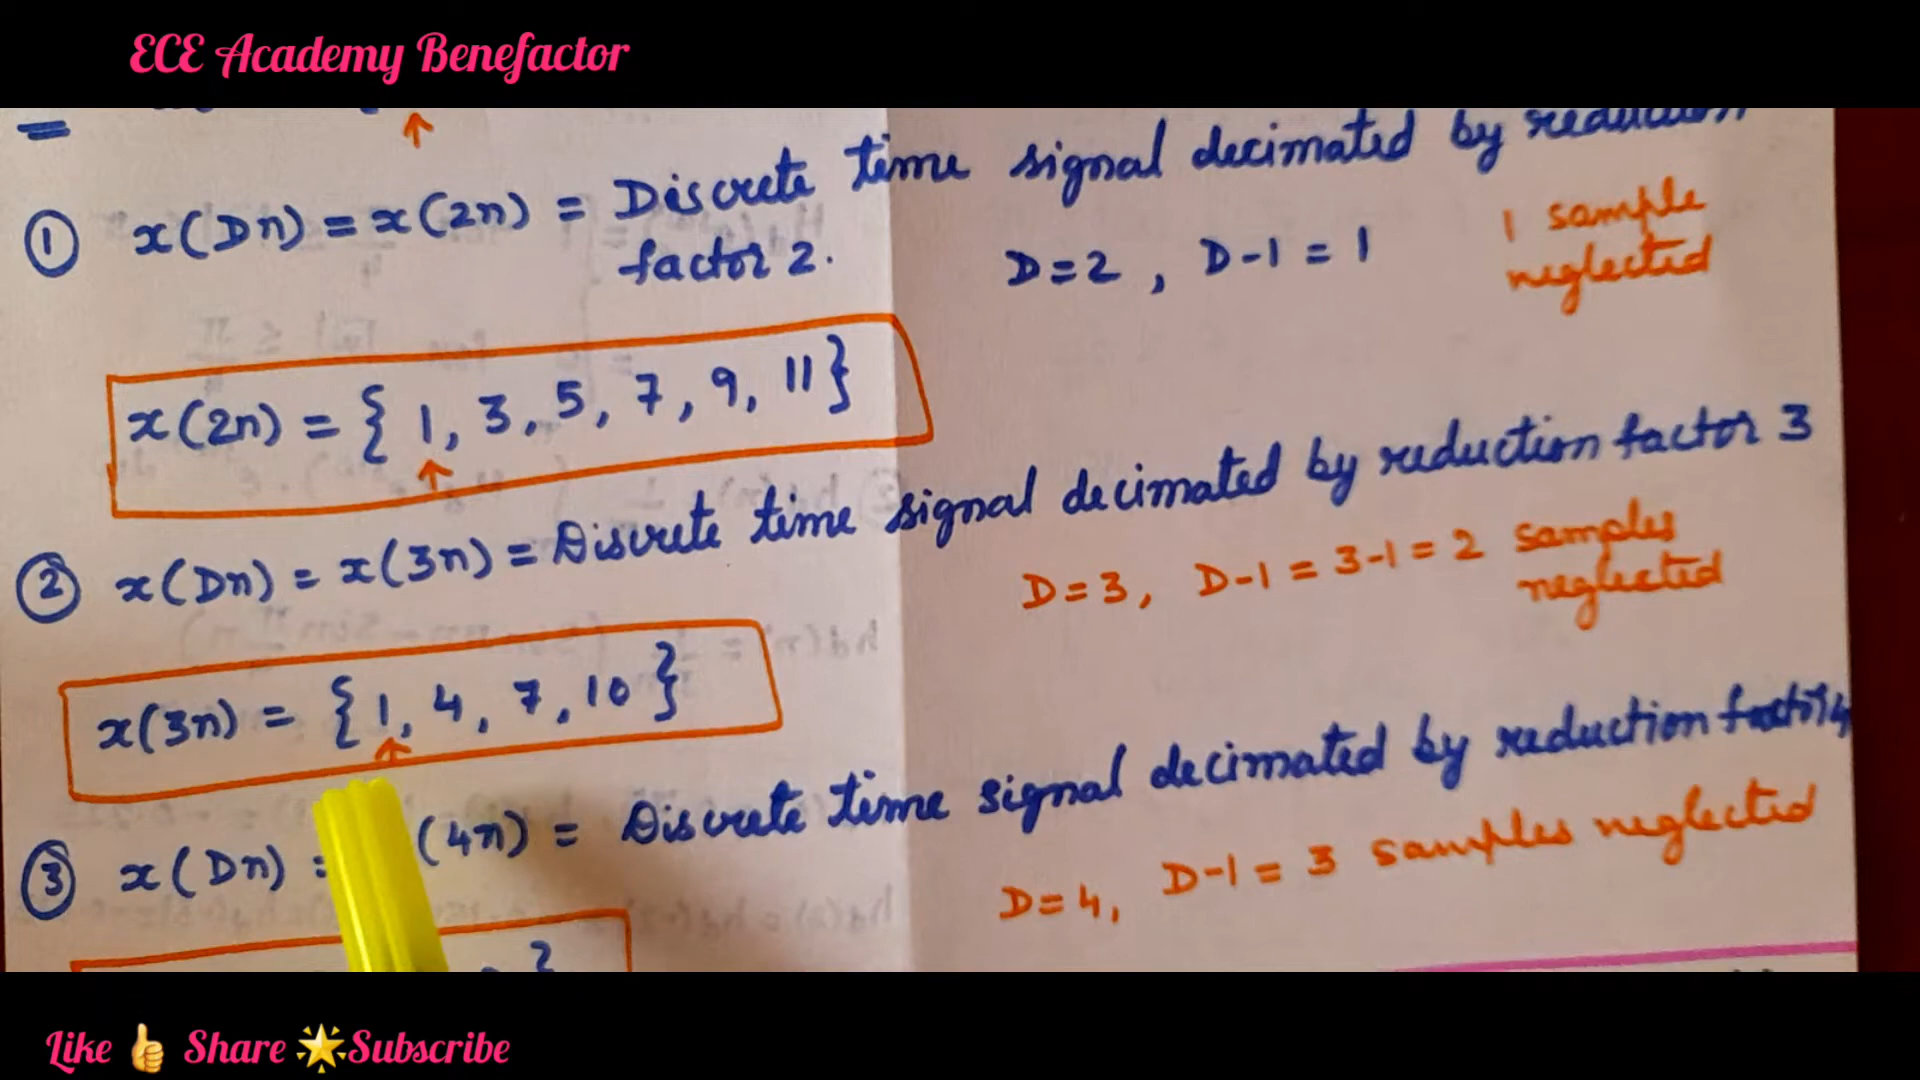 ECE Academy Benefactor
① x(Dn) = x(2n) = Discrete time signal decimated by reduction
factor 2. D=2, D-1 = 1 1 sample
neglected
x(2n) = { 1, 3, 5, 7, 9, 11}
↑
② x(Dn) = x(3n) = Discrete time signal decimated by reduction factor 3
D=3, D-1 = 3-1 = 2 samples
neglected
x(3n) = { 1, 4, 7, 10 }
↑
③ x(Dn) = (4n) = Discrete time signal decimated by reduction factor 4
D=4, D-1 = 3 samples neglected
Like 👍 Share 🌟Subscribe